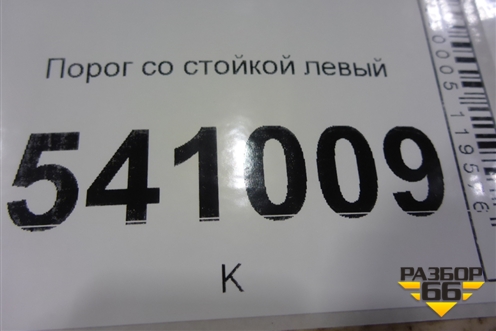 Порог со стойкой левый
541009
К
РАЗБОР
66